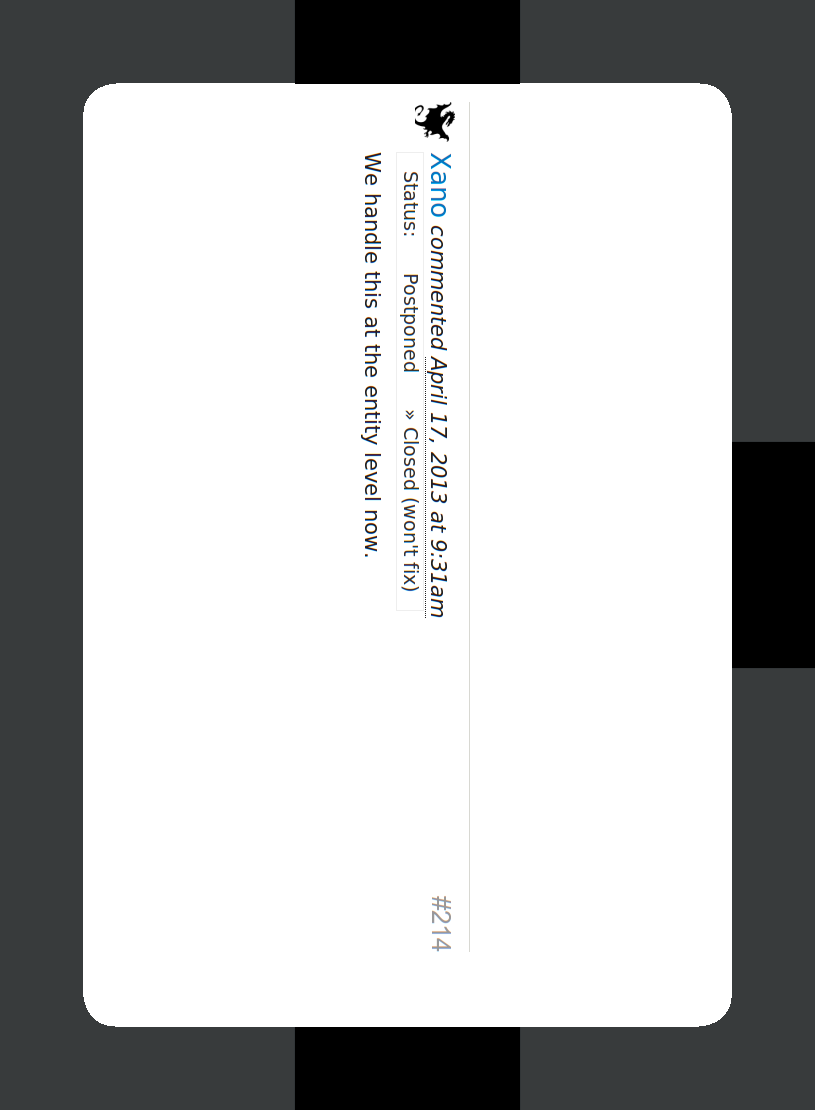 Xano commented April 17, 2013 at 9:31am #214
Status: Postponed » Closed (won't fix)
We handle this at the entity level now.